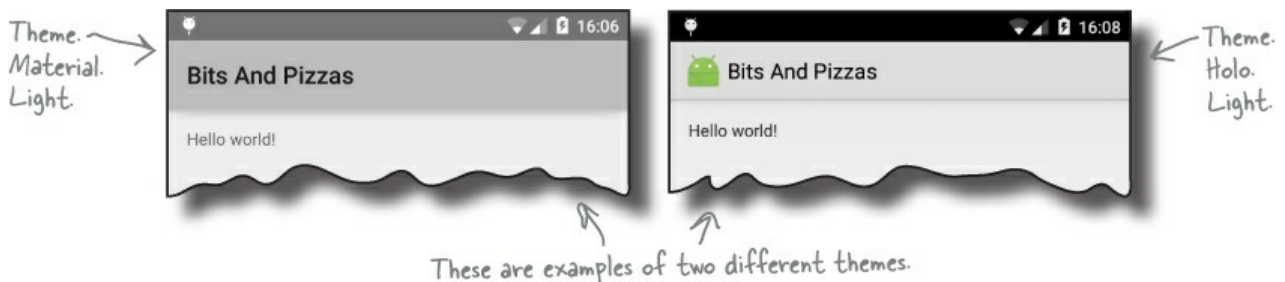 Theme.
Material.
Light.
16:06
Bits And Pizzas
Hello world!
16:08
Bits And Pizzas
Hello world!
Theme.
Holo.
Light.
These are examples of two different themes.